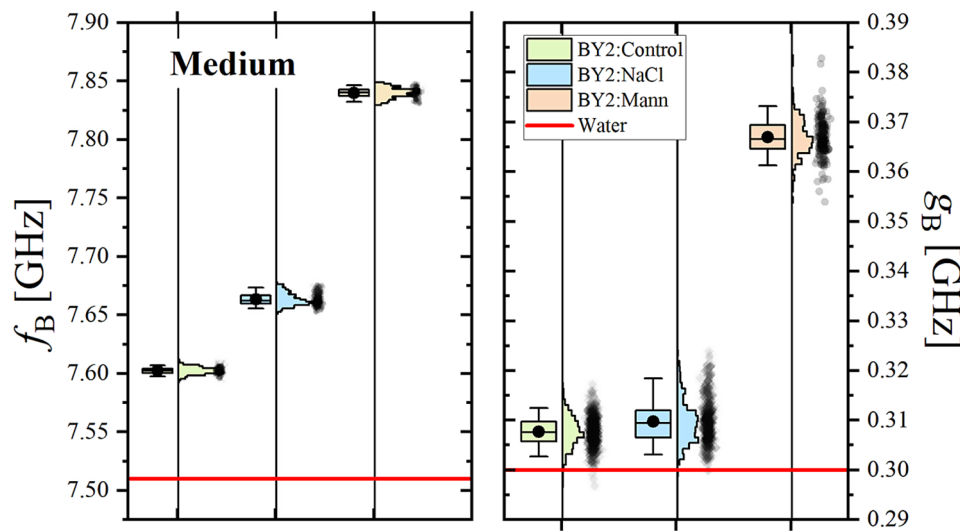 7.90
7.85
7.80
7.75
7.70
7.65
7.60
7.55
7.50
f_B [GHz]
Medium
BY2:Control
BY2:NaCl
BY2:Mann
Water
0.39
0.38
0.37
0.36
0.35
0.34
0.33
0.32
0.31
0.30
0.29
g_B [GHz]